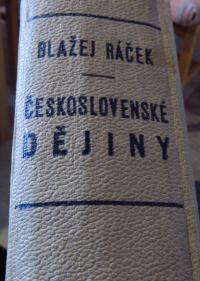 BLAŽEJ RÁČEK
ČESKOSLOVENSKÉ
DĚJINY